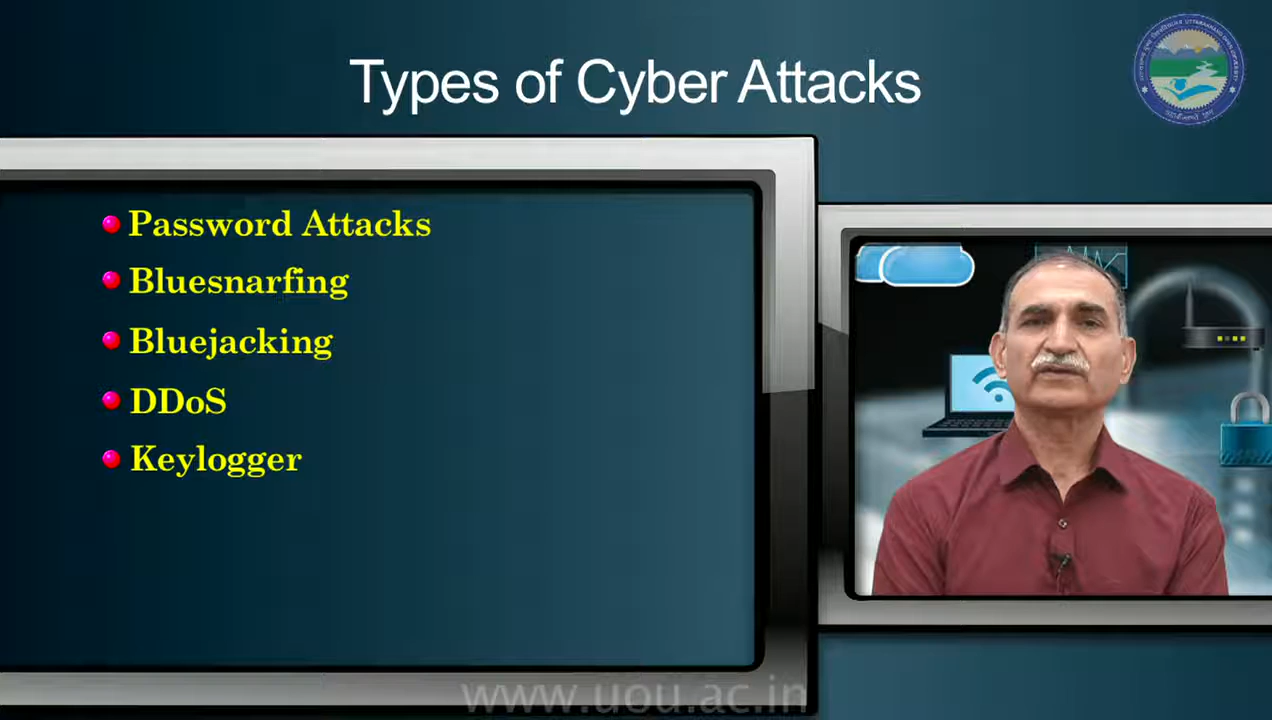 Types of Cyber Attacks
Password Attacks
Bluesnarfing
Bluejacking
DDoS
Keylogger
www.uou.ac.in